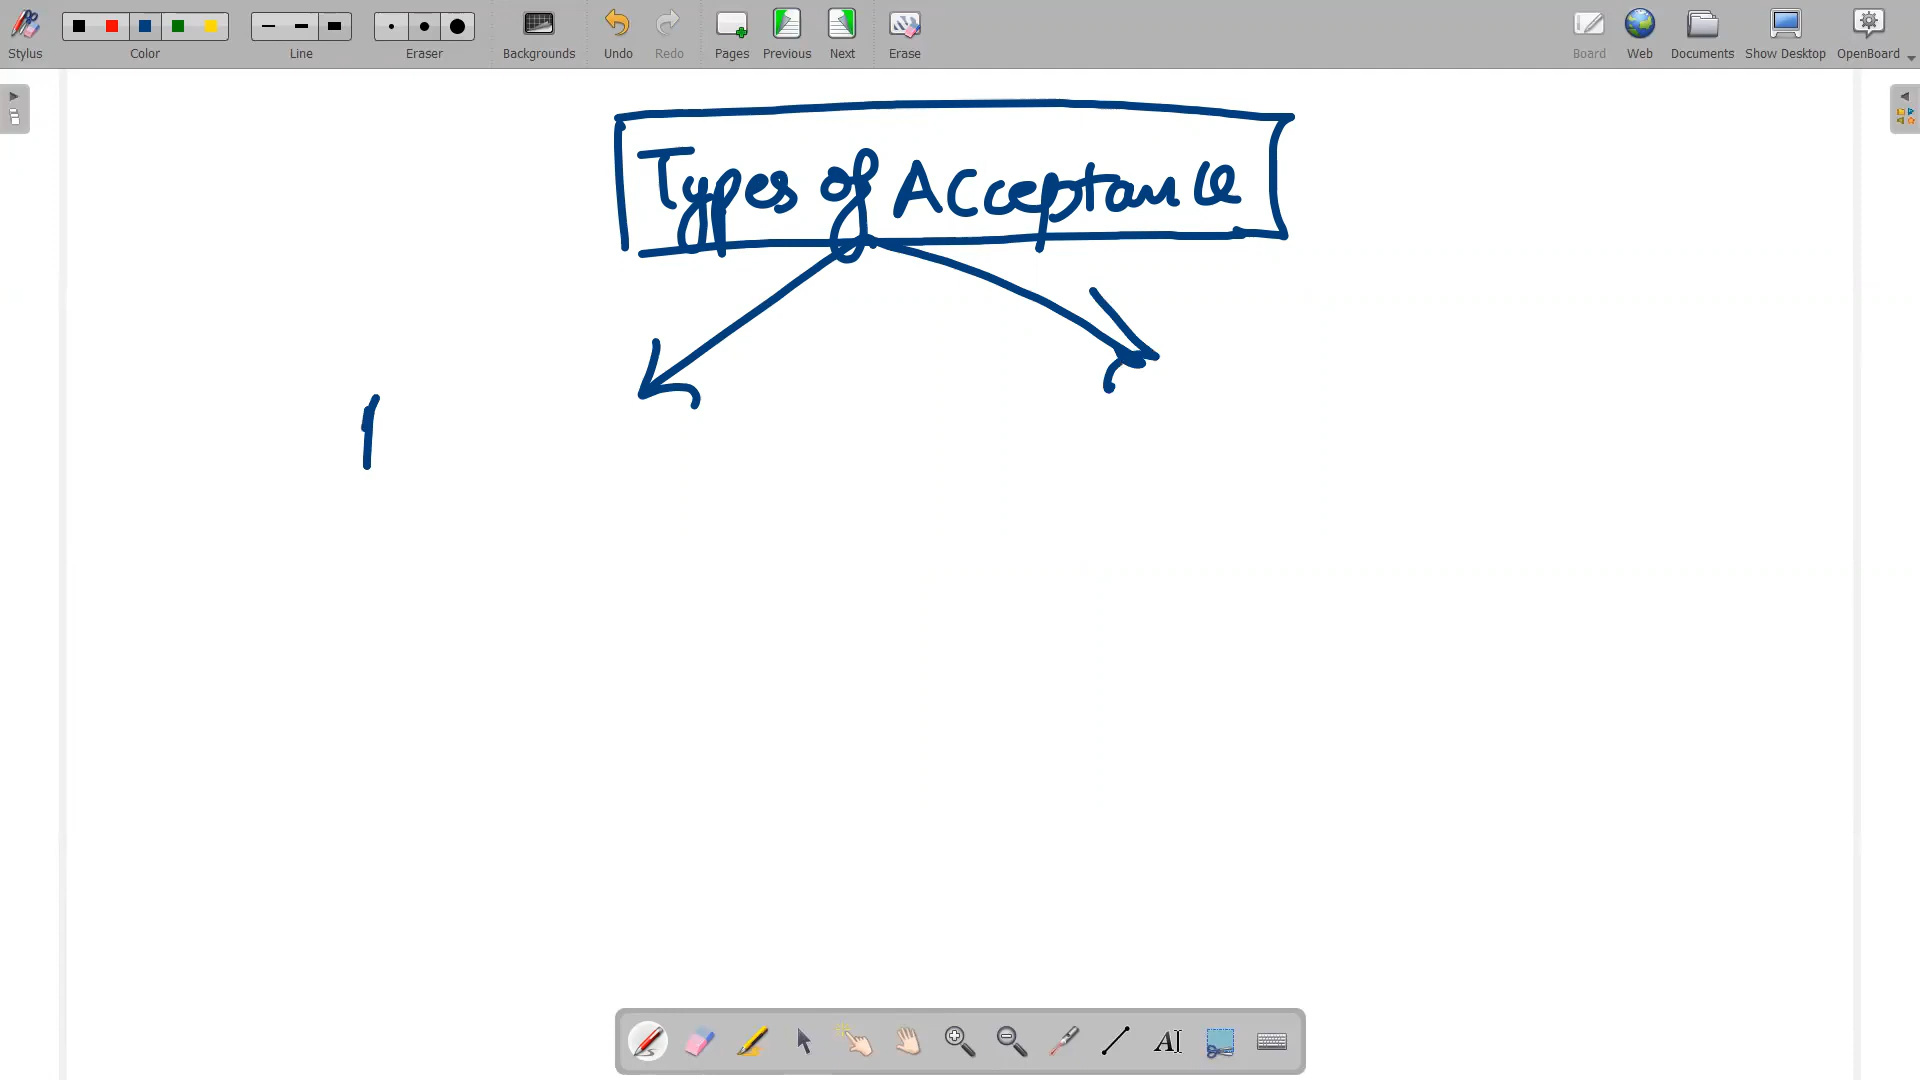 Stylus Color Line Eraser Backgrounds Undo Redo Pages Previous Next Erase Board Web Documents Show Desktop OpenBoard
Types of Acceptance